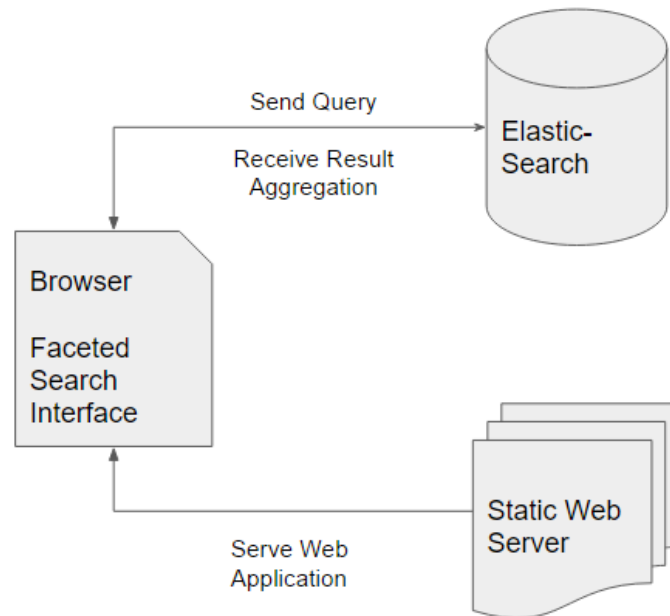 Send Query
Elastic-
Search
Receive Result
Aggregation
Browser
Faceted
Search
Interface
Static Web
Server
Serve Web
Application